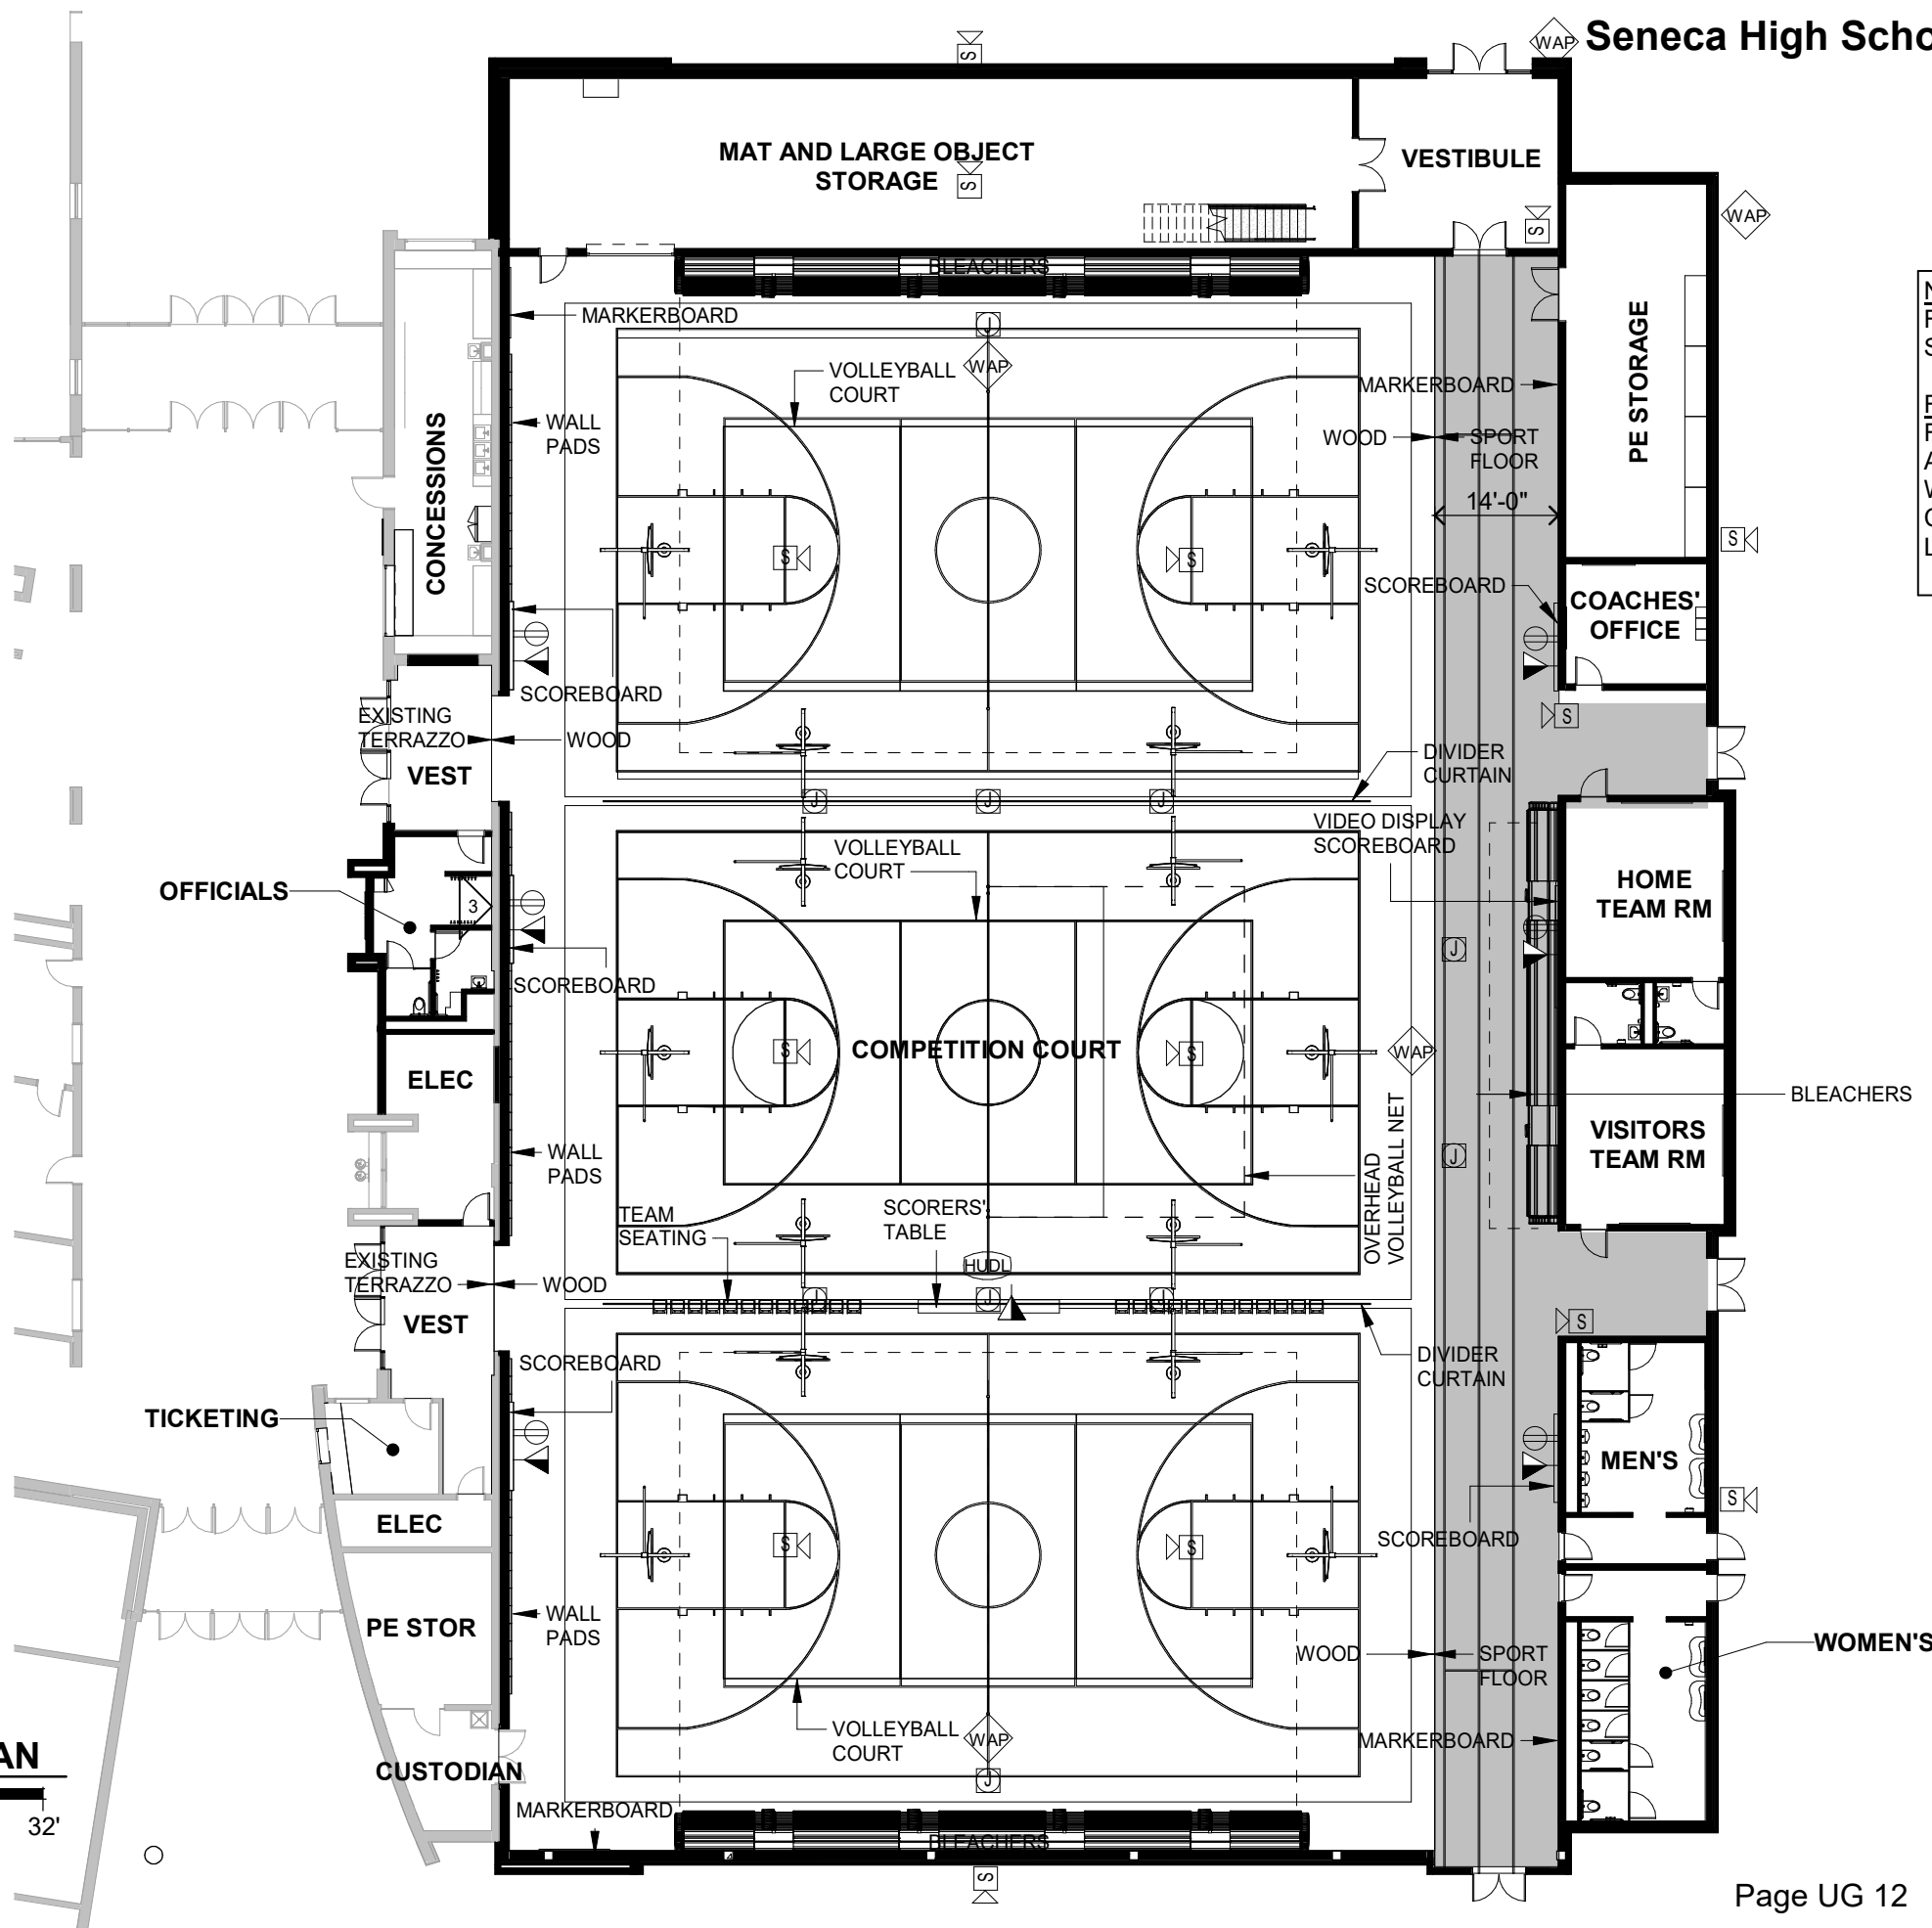 WAP
Seneca High Scho
S
MAT AND LARGE OBJECT
STORAGE
S
VESTIBULE
S
WAP
BLEACHERS
MARKERBOARD
J
WAP
VOLLEYBALL
COURT
MARKERBOARD
PE STORAGE
CONCESSIONS
WALL
PADS
WOOD
SPORT
FLOOR
14'-0"
S
S
S
SCOREBOARD
COACHES'
OFFICE
SCOREBOARD
S
EXISTING
TERRAZZO
WOOD
VEST
DIVIDER
CURTAIN
J
J
J
VIDEO DISPLAY
SCOREBOARD
VOLLEYBALL
COURT
OFFICIALS
3
HOME
TEAM RM
J
SCOREBOARD
S
COMPETITION COURT
S
WAP
ELEC
BLEACHERS
WALL
PADS
VISITORS
TEAM RM
J
OVERHEAD
VOLLEYBALL NET
TEAM
SEATING
SCORERS'
TABLE
HUDL
EXISTING
TERRAZZO
WOOD
J
J
J
VEST
S
SCOREBOARD
DIVIDER
CURTAIN
TICKETING
MEN'S
S
ELEC
SCOREBOARD
S
S
PE STOR
WALL
PADS
WOOD
SPORT
FLOOR
WOMEN'S
VOLLEYBALL
COURT
WAP
MARKERBOARD
AN
CUSTODIAN
J
MARKERBOARD
32'
BLEACHERS
S
Page UG 12